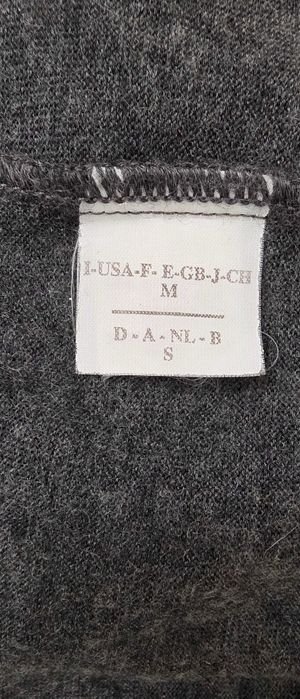 I-USA-F- E-GB-J-CH
M
D - A - NL - B
S